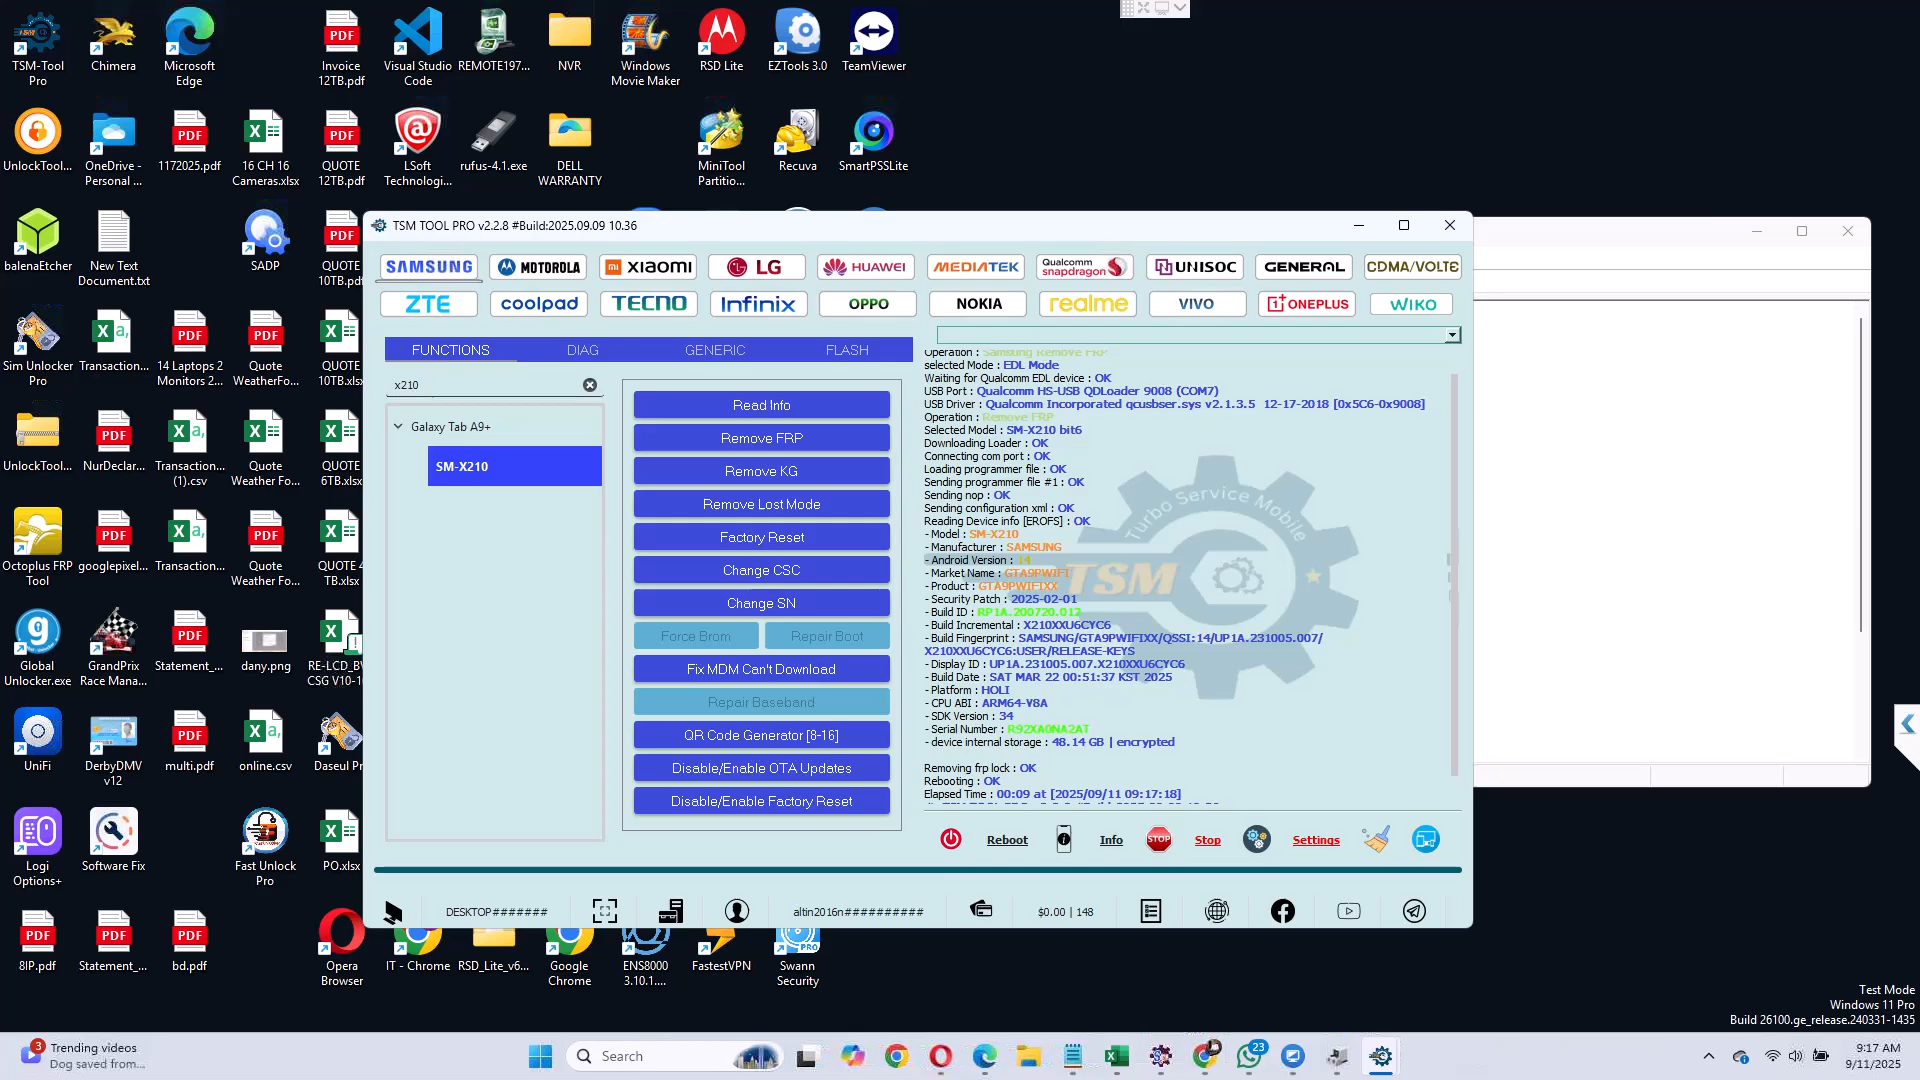 TSM-Tool
Pro
Chimera
Microsoft
Edge
Invoice
12TB.pdf
Visual Studio
Code
REMOTE197...
NVR
Windows
Movie Maker
RSD Lite
EZTools 3.0
TeamViewer
UnlockTool...
OneDrive -
Personal ...
1172025.pdf
16 CH 16
Cameras.xlsx
QUOTE
12TB.pdf
LSoft
Technologi...
rufus-4.1.exe
DELL
WARRANTY
MiniTool
Partitio...
Recuva
SmartPSSLite
balenaEtcher
New Text
Document.txt
SADP
QUOTE
10TB.pdf
Sim Unlocker
Pro
Transaction...
14 Laptops 2
Monitors 2...
Quote
WeatherFo...
QUOTE
10TB.xlsx
UnlockTool...
NurDeclar...
Transaction...
(1).csv
Quote
Weather Fo...
QUOTE
6TB.xlsx
Octoplus FRP
Tool
googlepixel...
Transaction...
Quote
Weather Fo...
QUOTE 4
TB.xlsx
Global
Unlocker.exe
GrandPrix
Race Mana...
Statement_...
dany.png
RE-LCD_BW
CSG V10-1
UniFi
DerbyDMV
v12
multi.pdf
online.csv
Daseul Pr
Logi
Options+
Software Fix
Fast Unlock
Pro
PO.xlsx
8IP.pdf
Statement_...
bd.pdf
Opera
Browser
IT - Chrome
RSD_Lite_v6...
Google
Chrome
ENS8000
3.10.1....
FastestVPN
Swann
Security
TSM TOOL PRO v2.2.8 #Build:2025.09.09 10.36
SAMSUNG
MOTOROLA
xiaomi
LG
HUAWEI
MEDIATEK
Qualcomm
snapdragon
UNISOC
GENERAL
CDMA/VOLTE
ZTE
coolpad
TECNO
Infinix
OPPO
NOKIA
realme
VIVO
ONEPLUS
WIKO
FUNCTIONS
DIAG
GENERIC
FLASH
x210
Galaxy Tab A9+
SM-X210
Read Info
Remove FRP
Remove KG
Remove Lost Mode
Factory Reset
Change CSC
Change SN
Force Brom
Repair Boot
Fix MDM Can't Download
Repair Baseband
QR Code Generator [8-16]
Disable/Enable OTA Updates
Disable/Enable Factory Reset
Operation : Samsung Remove FRP
selected Mode : EDL Mode
Waiting for Qualcomm EDL device : OK
USB Port : Qualcomm HS-USB QDLoader 9008 (COM7)
USB Driver : Qualcomm Incorporated qcusbser.sys v2.1.3.5 12-17-2018 [0x5C6-0x9008]
Operation : Remove FRP
Selected Model : SM-X210 bit6
Downloading Loader : OK
Connecting com port : OK
Loading programmer file : OK
Sending programmer file #1 : OK
Sending nop : OK
Sending configuration xml : OK
Reading Device info [EROFS] : OK
- Model : SM-X210
- Manufacturer : SAMSUNG
- Android Version : 14
- Market Name : GTA9PWIFI
- Product : GTA9PWIFIXX
- Security Patch : 2025-02-01
- Build ID : RP1A.200720.012
- Build Incremental : X210XXU6CYC6
- Build Fingerprint : SAMSUNG/GTA9PWIFIXX/QSSI:14/UP1A.231005.007/
X210XXU6CYC6:USER/RELEASE-KEYS
- Display ID : UP1A.231005.007.X210XXU6CYC6
- Build Date : SAT MAR 22 00:51:37 KST 2025
- Platform : HOLI
- CPU ABI : ARM64-V8A
- SDK Version : 34
- Serial Number : R92XA0NA2AT
- device internal storage : 48.14 GB | encrypted
Removing frp lock : OK
Rebooting : OK
Elapsed Time : 00:09 at [2025/09/11 09:17:18]
Turbo Service Mobile
TSM
Reboot
Info
STOP
Stop
Settings
DESKTOP#######
altin2016n##########
$0.00 | 148
Test Mode
Windows 11 Pro
Build 26100.ge_release.240331-1435
3
Trending videos
Dog saved from...
Search
23
9:17 AM
9/11/2025